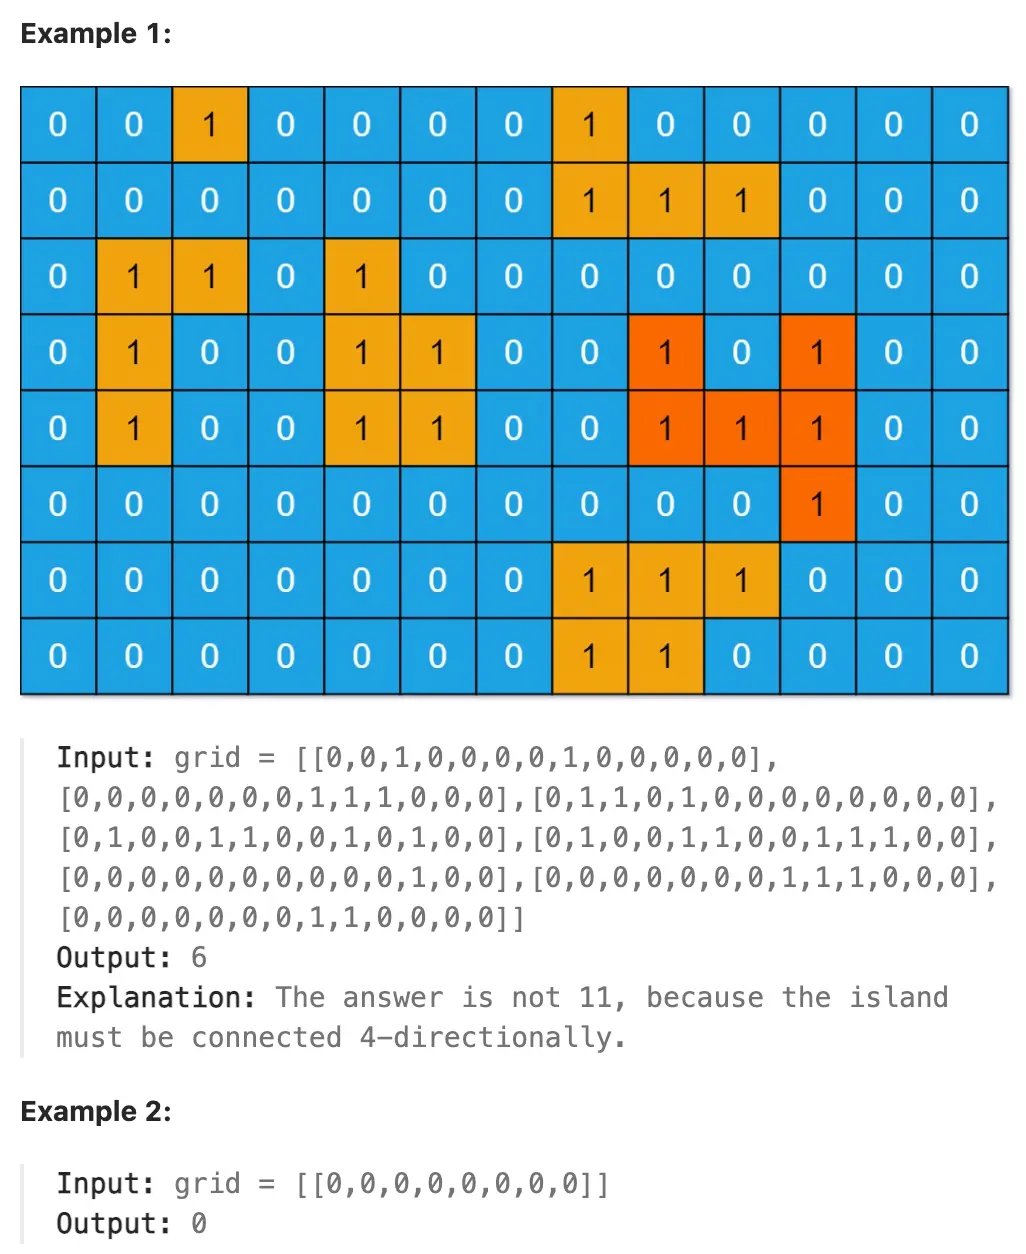 Example 1:
0 0 1 0 0 0 0 1 0 0 0 0 0
0 0 0 0 0 0 0 1 1 1 0 0 0
0 1 1 0 1 0 0 0 0 0 0 0 0
0 1 0 0 1 1 0 0 1 0 1 0 0
0 1 0 0 1 1 0 0 1 1 1 0 0
0 0 0 0 0 0 0 0 0 0 1 0 0
0 0 0 0 0 0 0 1 1 1 0 0 0
0 0 0 0 0 0 0 1 1 0 0 0 0
Input: grid = [[0,0,1,0,0,0,0,1,0,0,0,0,0],
[0,0,0,0,0,0,0,1,1,1,0,0,0],[0,1,1,0,1,0,0,0,0,0,0,0,0],
[0,1,0,0,1,1,0,0,1,0,1,0,0],[0,1,0,0,1,1,0,0,1,1,1,0,0],
[0,0,0,0,0,0,0,0,0,0,1,0,0],[0,0,0,0,0,0,0,1,1,1,0,0,0],
[0,0,0,0,0,0,0,1,1,0,0,0,0]]
Output: 6
Explanation: The answer is not 11, because the island
must be connected 4-directionally.
Example 2:
Input: grid = [[0,0,0,0,0,0,0,0]]
Output: 0